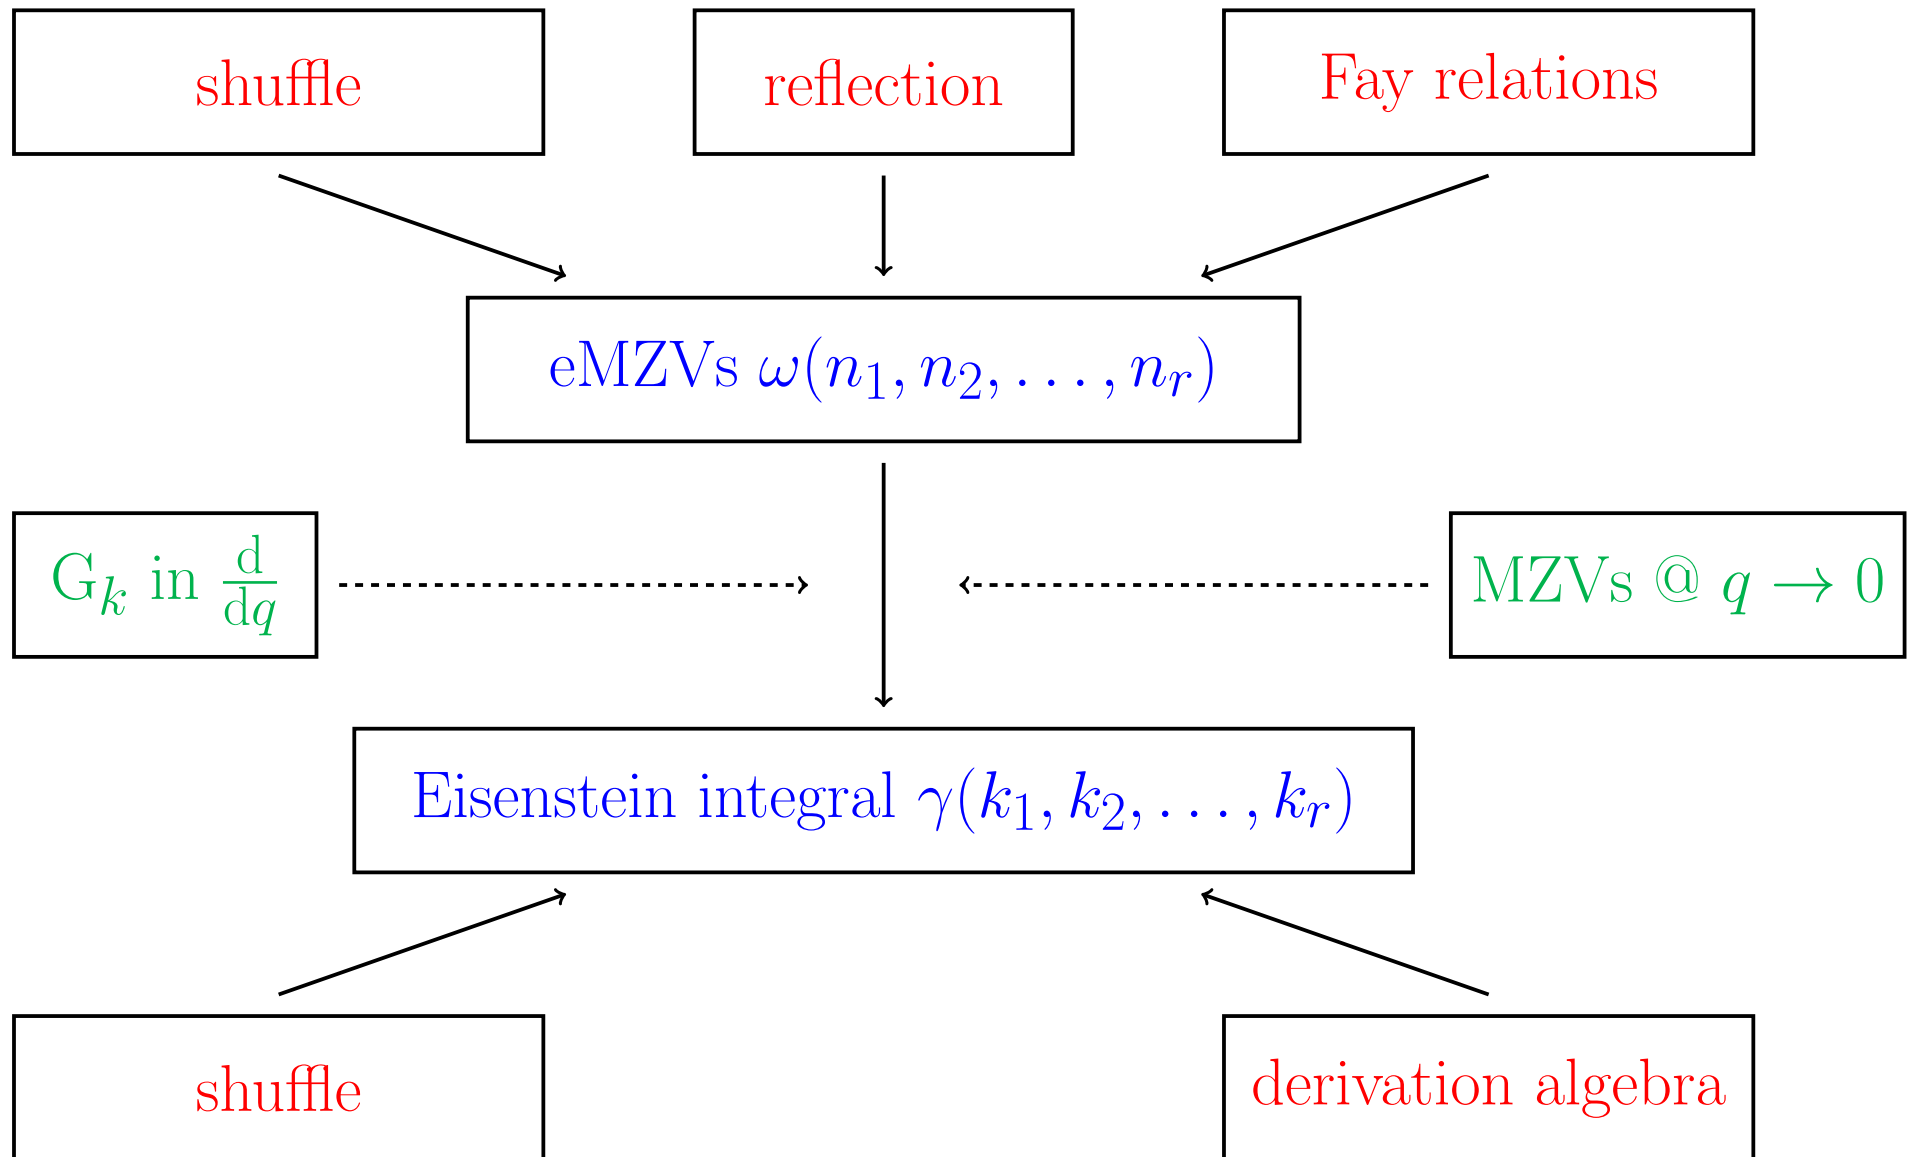 shuffle
reflection
Fay relations
eMZVs ω(n₁, n₂, . . . , nᵣ)
Gₖ in d/dq
MZVs @ q → 0
Eisenstein integral γ(k₁, k₂, . . . , kᵣ)
shuffle
derivation algebra